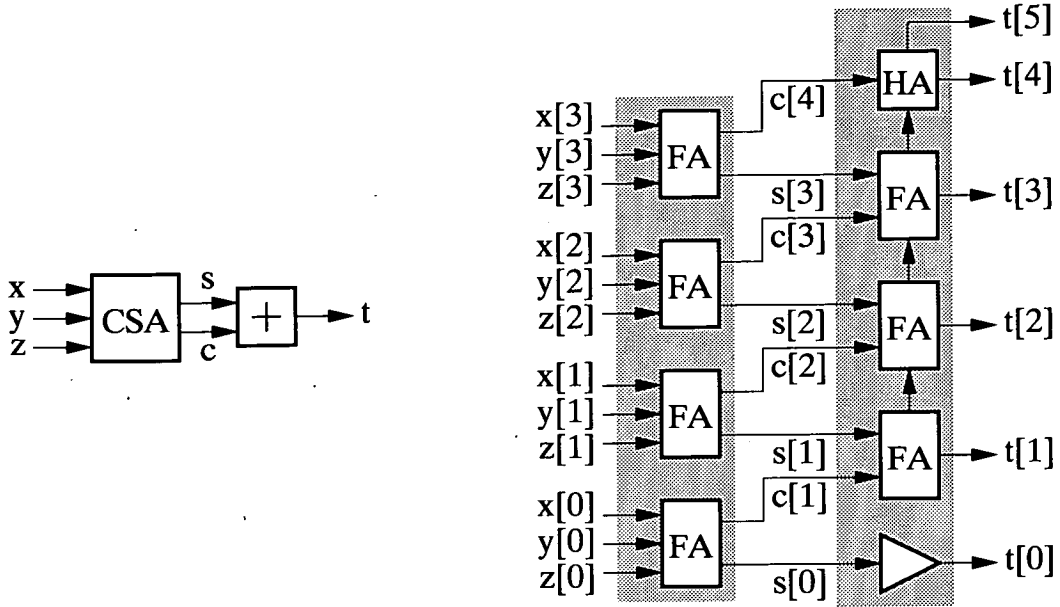 x
y
z
CSA
s
c
+
t
t[5]
HA
t[4]
c[4]
x[3]
y[3]
z[3]
FA
s[3]
c[3]
FA
t[3]
x[2]
y[2]
z[2]
FA
s[2]
c[2]
FA
t[2]
x[1]
y[1]
z[1]
FA
s[1]
c[1]
FA
t[1]
x[0]
y[0]
z[0]
FA
s[0]
t[0]